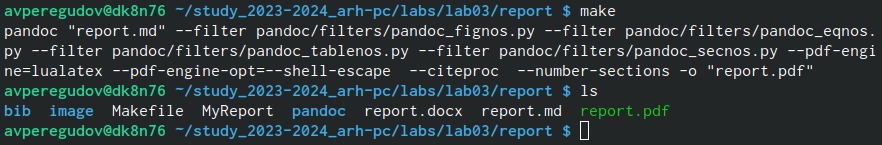 avperegudov@dk8n76 ~/study_2023-2024_arh-pc/labs/lab03/report $ make
pandoc "report.md" --filter pandoc/filters/pandoc_fignos.py --filter pandoc/filters/pandoc_eqnos.
py --filter pandoc/filters/pandoc_tablenos.py --filter pandoc/filters/pandoc_secnos.py --pdf-engi
ne=lualatex --pdf-engine-opt=--shell-escape  --citeproc  --number-sections -o "report.pdf"
avperegudov@dk8n76 ~/study_2023-2024_arh-pc/labs/lab03/report $ ls
bib  image  Makefile  MyReport  pandoc  report.docx  report.md  report.pdf
avperegudov@dk8n76 ~/study_2023-2024_arh-pc/labs/lab03/report $